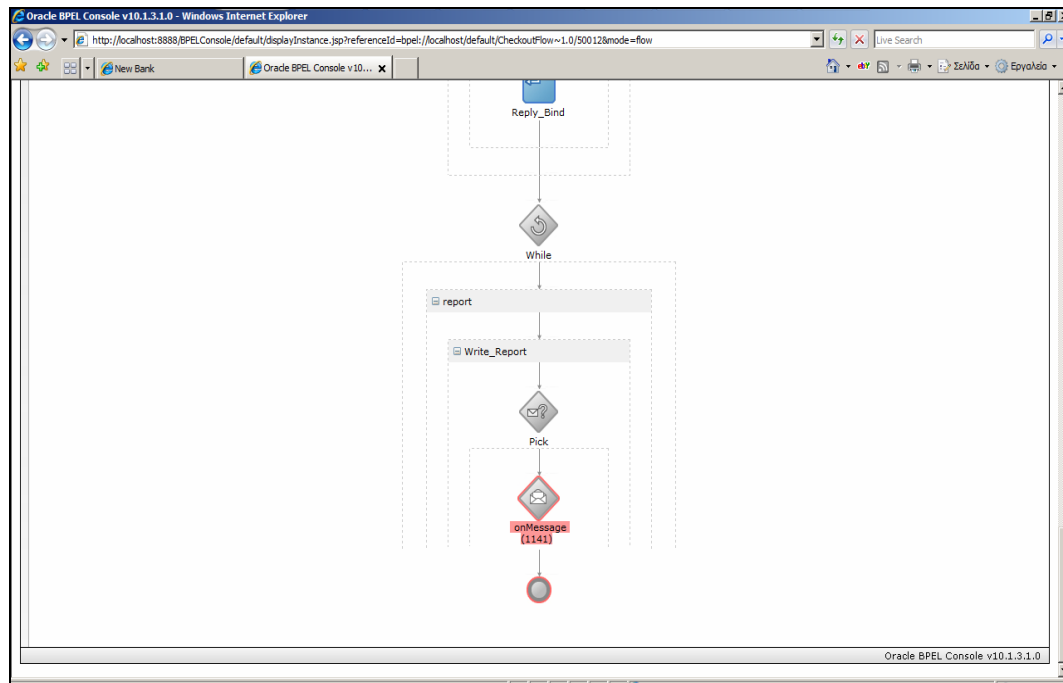 Oracle BPEL Console v10.1.3.1.0 - Windows Internet Explorer
http://localhost:8888/BPELConsole/default/displayInstance.jsp?referenceId=bpel://localhost/default/CheckoutFlow~1.0/50012&mode=flow
Live Search
New Bank
Oracle BPEL Console v10...
Σελίδα
Εργαλεία
Reply_Bind
While
report
Write_Report
Pick
onMessage
(1141)
Oracle BPEL Console v10.1.3.1.0